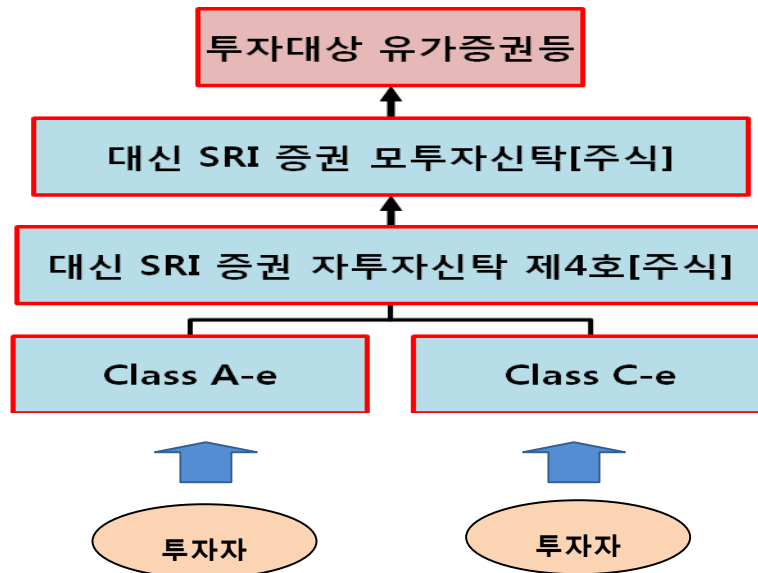 투자대상 유가증권등
대신 SRI 증권 모투자신탁[주식]
대신 SRI 증권 자투자신탁 제4호[주식]
Class A-e
Class C-e
투자자
투자자